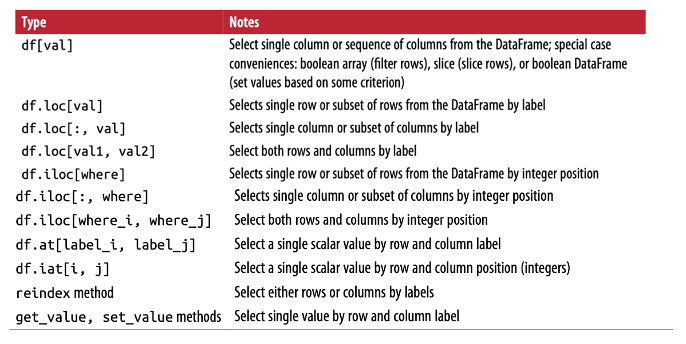 Type Notes
df[val] Select single column or sequence of columns from the DataFrame; special case
conveniences: boolean array (filter rows), slice (slice rows), or boolean DataFrame
(set values based on some criterion)
df.loc[val] Selects single row or subset of rows from the DataFrame by label
df.loc[:, val] Selects single column or subset of columns by label
df.loc[val1, val2] Select both rows and columns by label
df.iloc[where] Selects single row or subset of rows from the DataFrame by integer position
df.iloc[:, where] Selects single column or subset of columns by integer position
df.iloc[where_i, where_j] Select both rows and columns by integer position
df.at[label_i, label_j] Select a single scalar value by row and column label
df.iat[i, j] Select a single scalar value by row and column position (integers)
reindex method Select either rows or columns by labels
get_value, set_value methods Select single value by row and column label